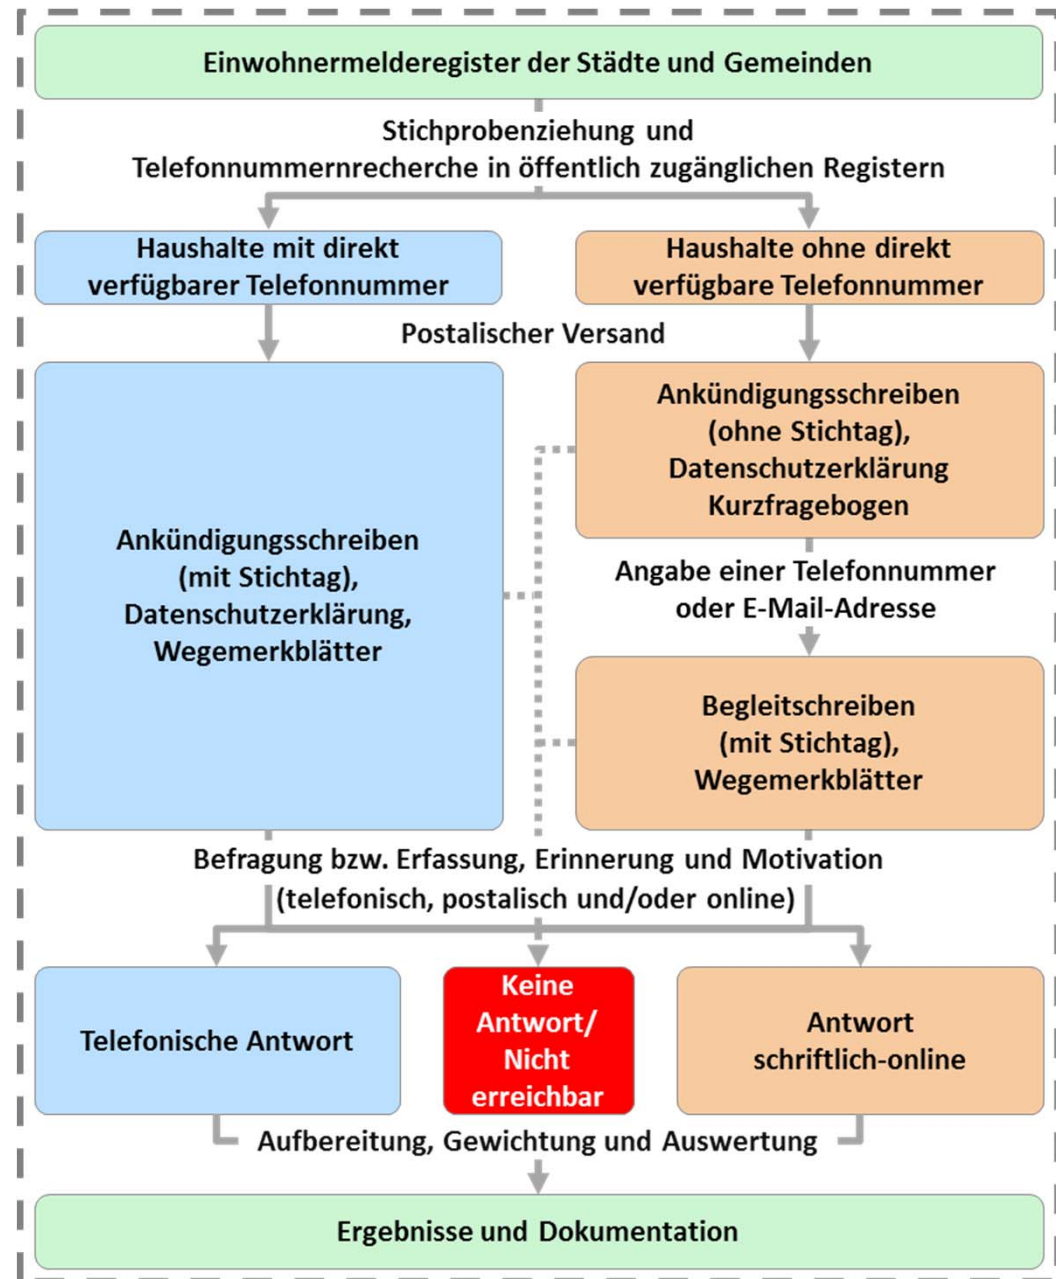 Einwohnermelderegister der Städte und Gemeinden
Stichprobenziehung und
Telefonnummernrecherche in öffentlich zugänglichen Registern
Haushalte mit direkt
verfügbarer Telefonnummer
Haushalte ohne direkt
verfügbare Telefonnummer
Postalischer Versand
Ankündigungsschreiben
(mit Stichtag),
Datenschutzerklärung,
Wegemerkblätter
Ankündigungsschreiben
(ohne Stichtag),
Datenschutzerklärung
Kurzfragebogen
Angabe einer Telefonnummer
oder E-Mail-Adresse
Begleitschreiben
(mit Stichtag),
Wegemerkblätter
Befragung bzw. Erfassung, Erinnerung und Motivation
(telefonisch, postalisch und/oder online)
Telefonische Antwort
Keine
Antwort/
Nicht
erreichbar
Antwort
schriftlich-online
Aufbereitung, Gewichtung und Auswertung
Ergebnisse und Dokumentation